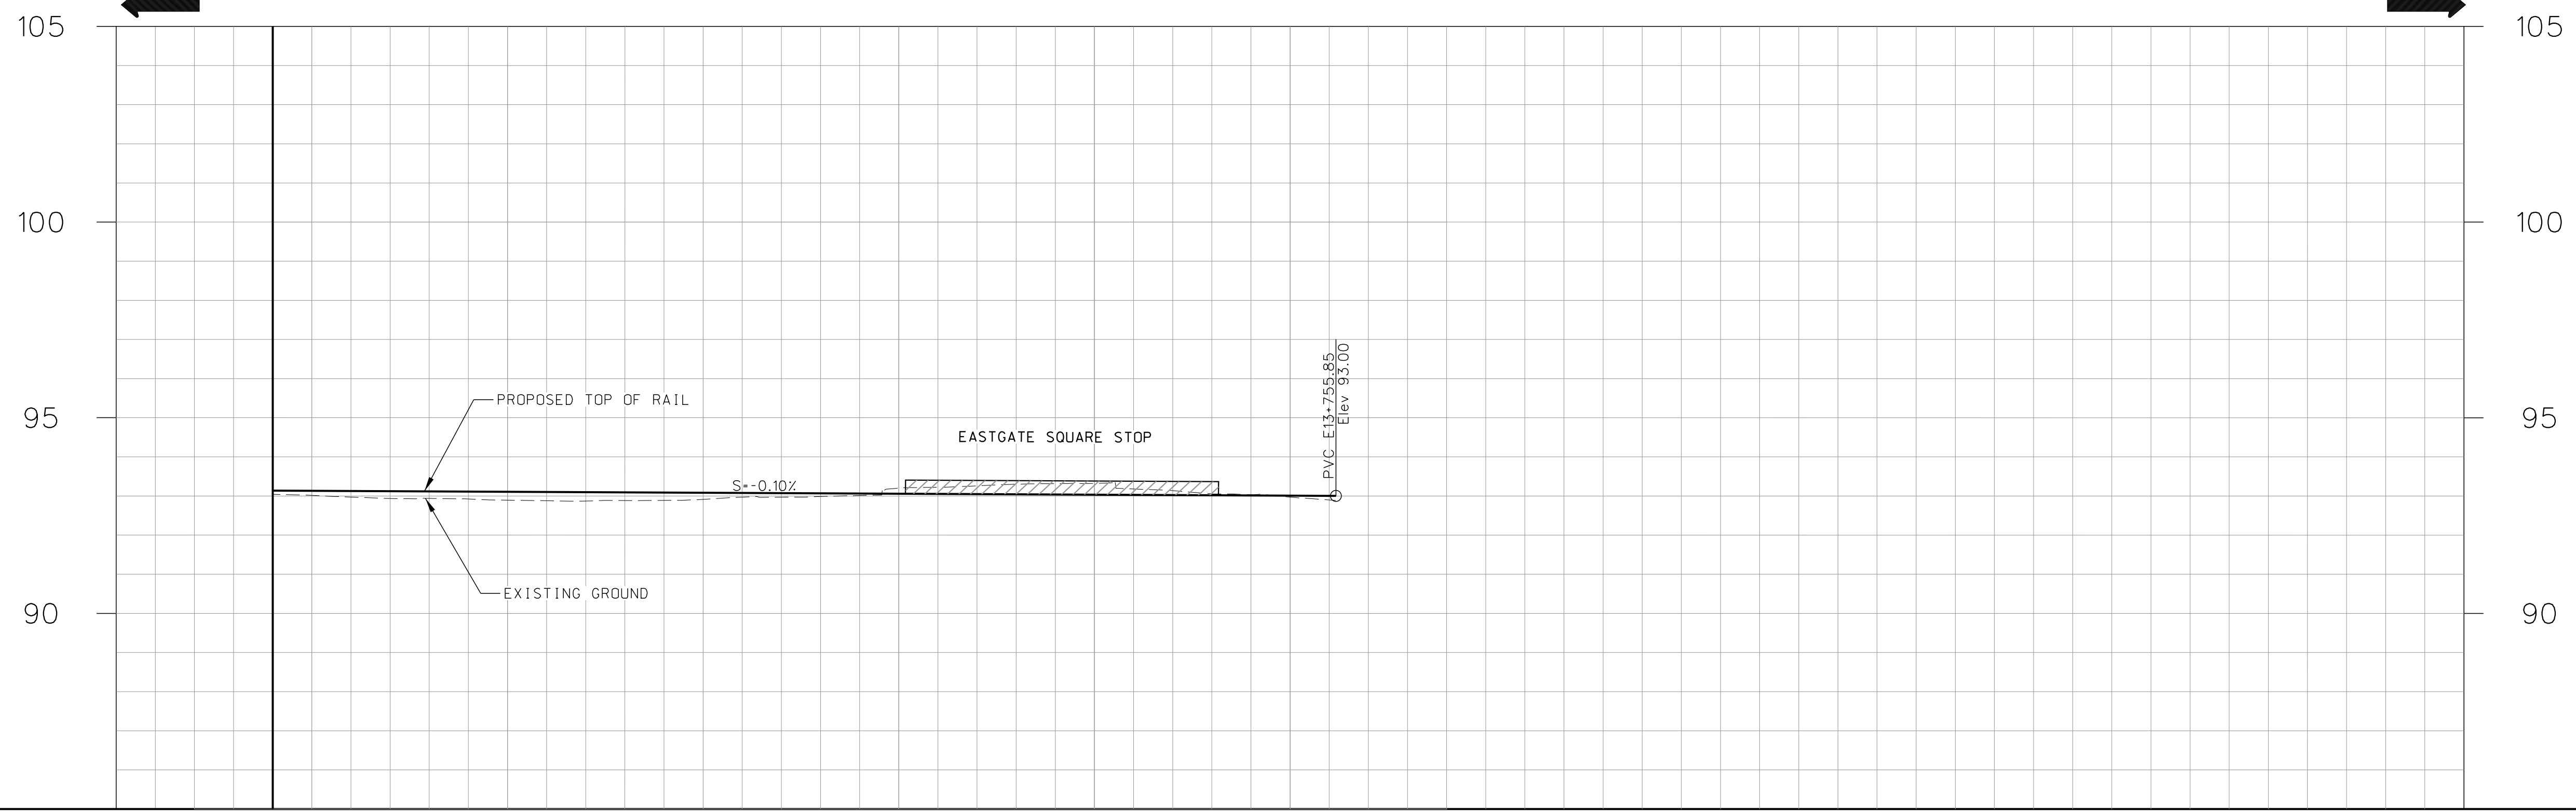 105 105
100 100
PVC E13+755.85
Elev 93.00
PROPOSED TOP OF RAIL
95 95
EASTGATE SQUARE STOP
S=-0.10%
EXISTING GROUND
90 90